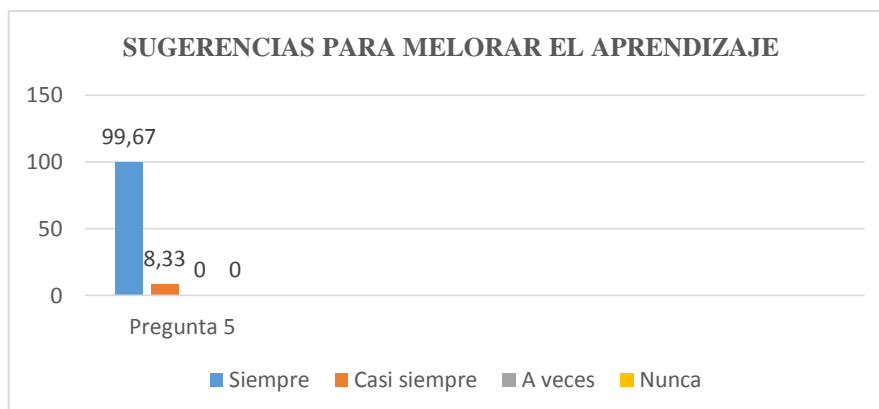 SUGERENCIAS PARA MELORAR EL APRENDIZAJE
150
100
50
0
99,67
8,33
0
0
Pregunta 5
Siempre
Casi siempre
A veces
Nunca